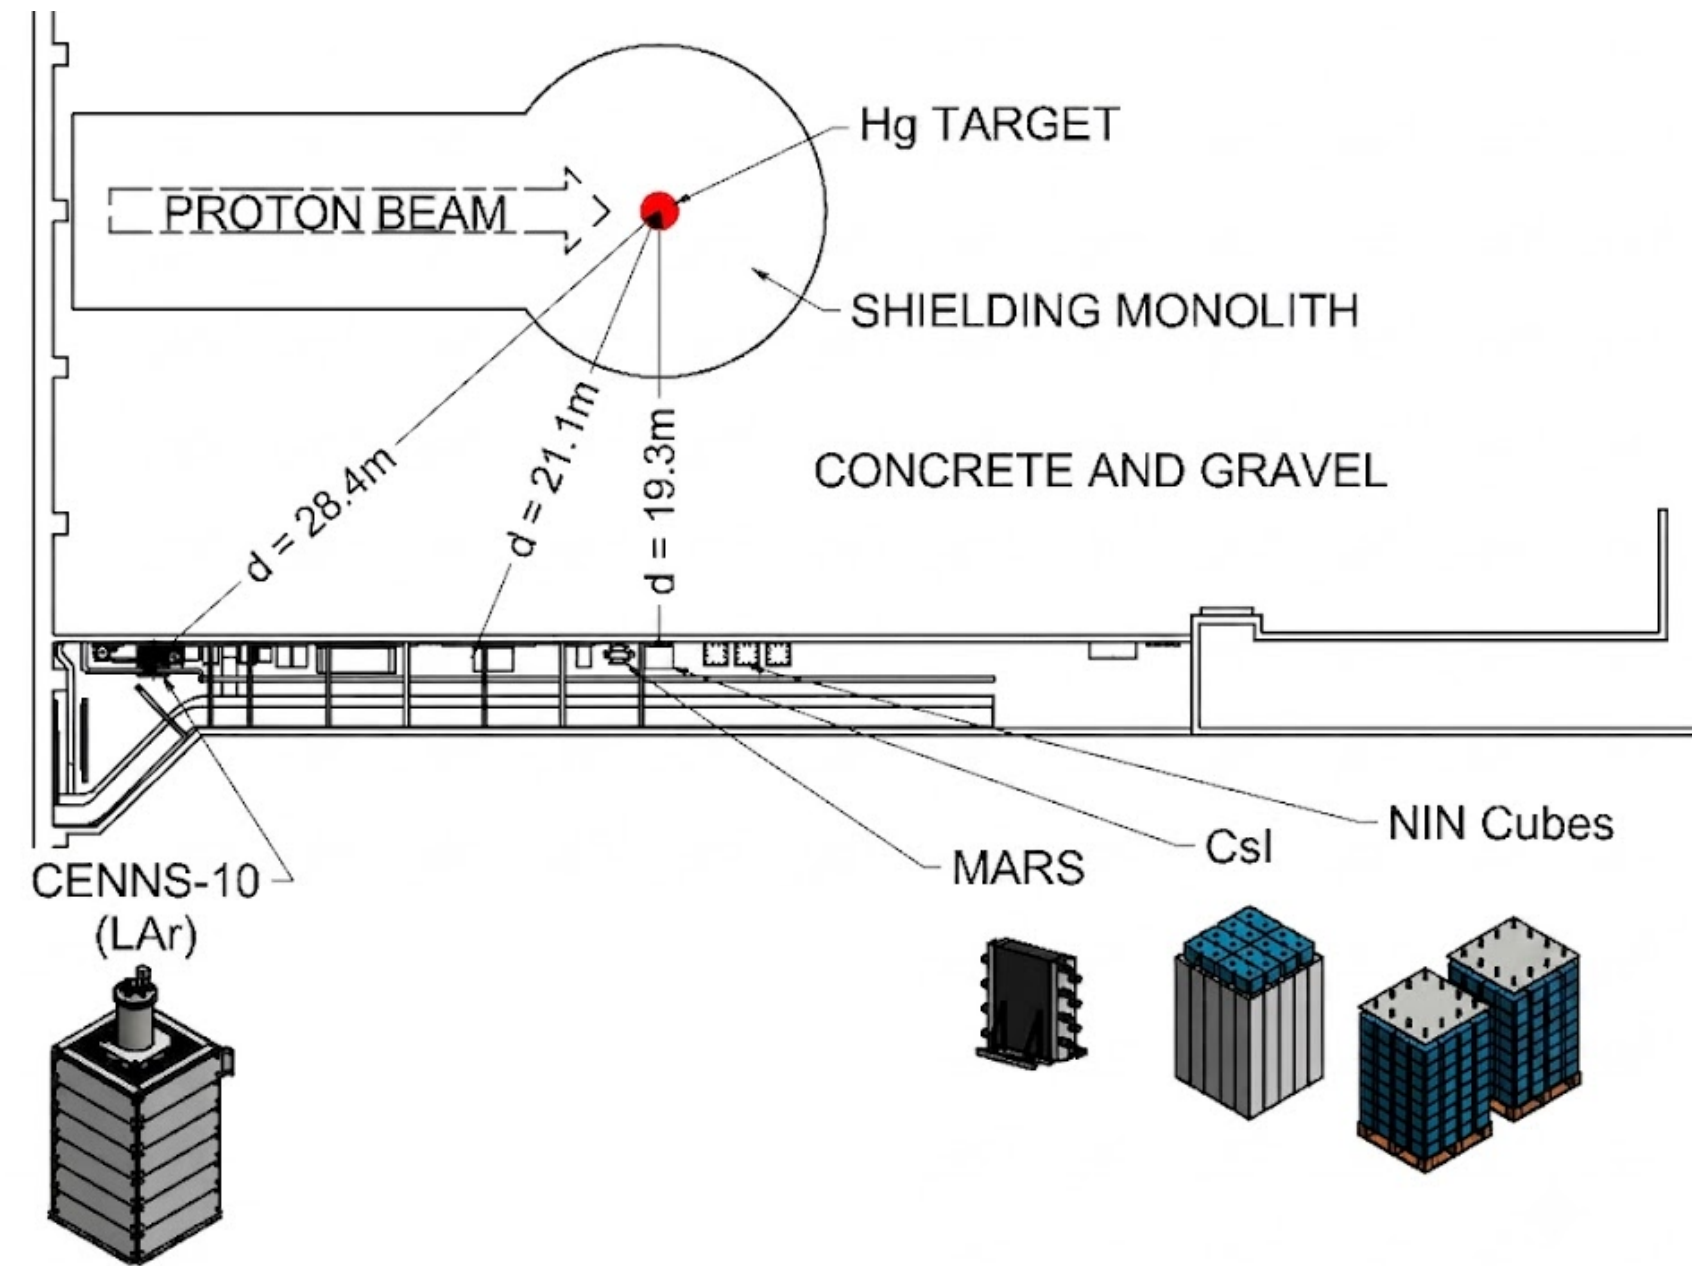 Hg TARGET
PROTON BEAM
SHIELDING MONOLITH
d = 28.4m
d = 21.1m
d = 19.3m
CONCRETE AND GRAVEL
NIN Cubes
CsI
MARS
CENNS-10
(LAr)